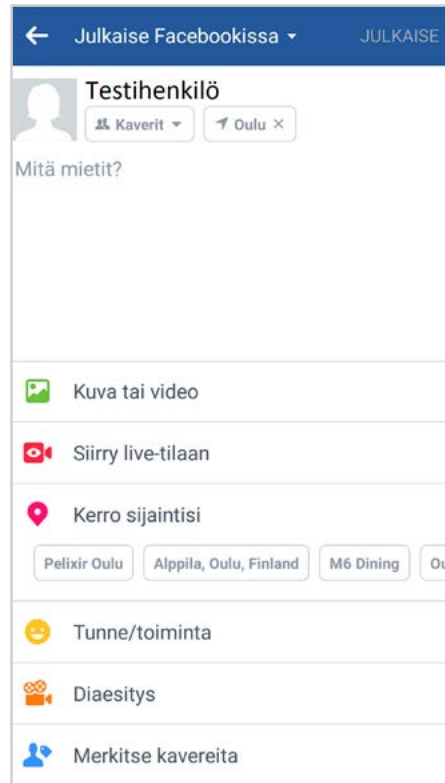 Julkaise Facebookissa JULKAISE
Testihenkilö
Kaverit Oulu ×
Mitä mietit?
Kuva tai video
Siirry live-tilaan
Kerro sijaintisi
Pelixir Oulu Alppila, Oulu, Finland M6 Dining Ou
Tunne/toiminta
Diaesitys
Merkitse kavereita